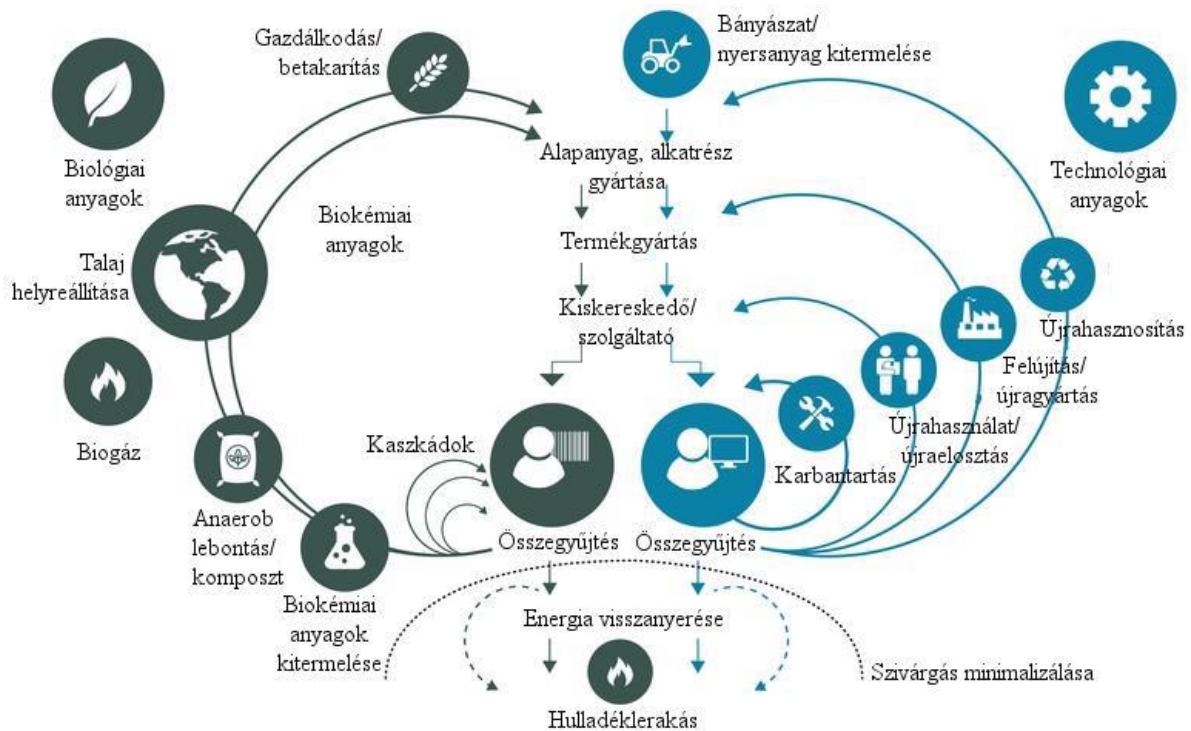 Gazdálkodás/
betakarítás
Bányászat/
nyersanyag kitermelése
Biológiai
anyagok
Technológiai
anyagok
Alapanyag, alkatrész
gyártása
Biokémiai
anyagok
Termékgyártás
Talaj
helyreállítása
Kiskereskedő/
szolgáltató
Újrahasznosítás
Felújítás/
újragyártás
Újrahasználat/
újraelosztás
Karbantartás
Biogáz
Kaszkádok
Anaerob
lebontás/
komposzt
Összegyűjtés
Összegyűjtés
Biokémiai
anyagok
kitermelése
Energia visszanyerése
Szivárgás minimalizálása
Hulladéklerakás